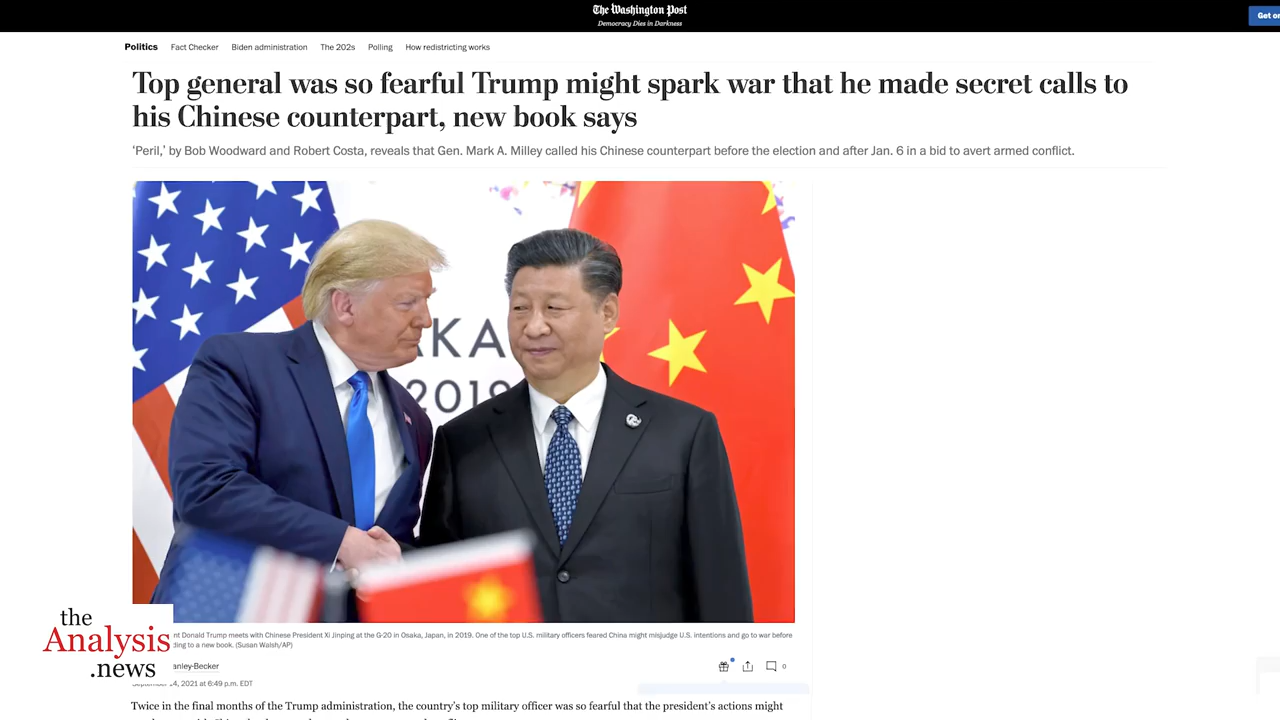 The Washington Post
Democracy Dies in Darkness
Get
Politics Fact Checker Biden administration The 202s Polling How redistricting works
Top general was so fearful Trump might spark war that he made secret calls to
his Chinese counterpart, new book says
‘Peril,’ by Bob Woodward and Robert Costa, reveals that Gen. Mark A. Milley called his Chinese counterpart before the election and after Jan. 6 in a bid to avert armed conflict.
KA
2019
nt Donald Trump meets with Chinese President Xi Jinping at the G-20 in Osaka, Japan, in 2019. One of the top U.S. military officers feared China might misjudge U.S. intentions and go to war before
ding to a new book. (Susan Walsh/AP)
anley-Becker
0
4, 2021 at 6:49 p.m. EDT
Twice in the final months of the Trump administration, the country’s top military officer was so fearful that the president’s actions might
the
Analysis
.news